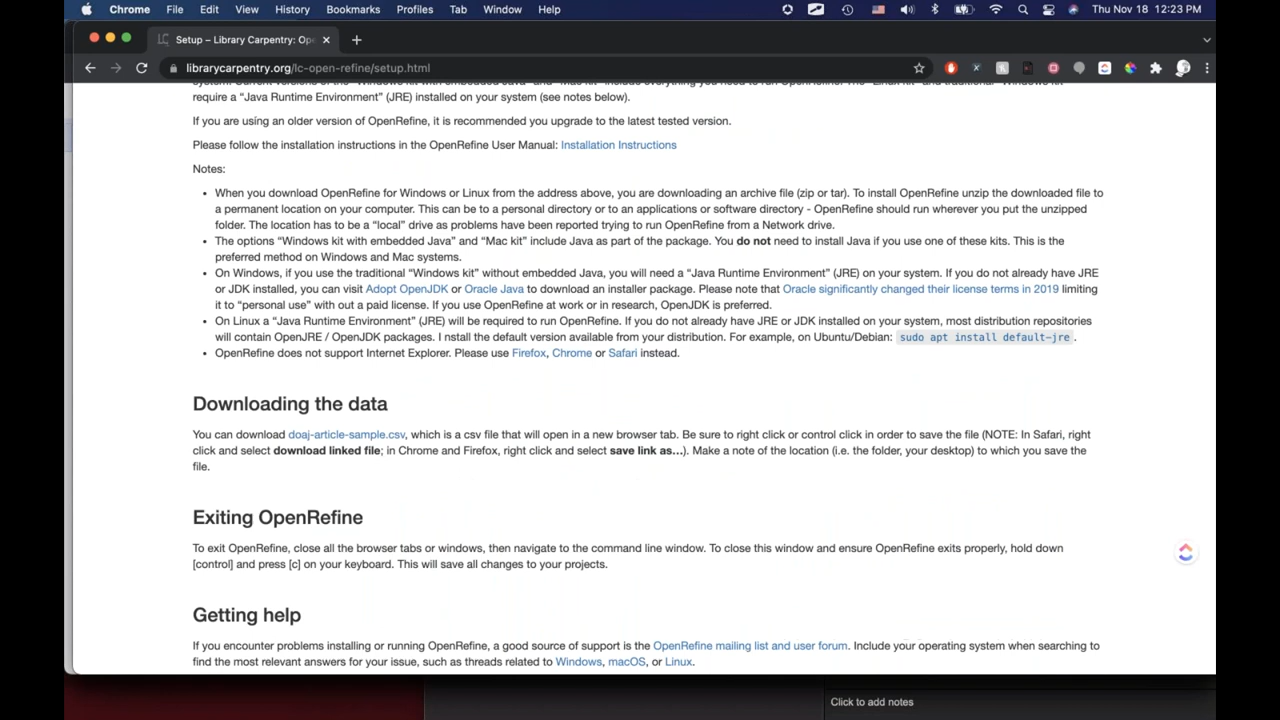 Chrome File Edit View History Bookmarks Profiles Tab Window Help Thu Nov 18 12:23 PM
Setup – Library Carpentry: Op
librarycarpentry.org/lc-open-refine/setup.html
require a “Java Runtime Environment” (JRE) installed on your system (see notes below).
If you are using an older version of OpenRefine, it is recommended you upgrade to the latest tested version.
Please follow the installation instructions in the OpenRefine User Manual: Installation Instructions
Notes:
• When you download OpenRefine for Windows or Linux from the address above, you are downloading an archive file (zip or tar). To install OpenRefine unzip the downloaded file to
a permanent location on your computer. This can be to a personal directory or to an applications or software directory - OpenRefine should run wherever you put the unzipped
folder. The location has to be a “local” drive as problems have been reported trying to run OpenRefine from a Network drive.
• The options “Windows kit with embedded Java” and “Mac kit” include Java as part of the package. You do not need to install Java if you use one of these kits. This is the
preferred method on Windows and Mac systems.
• On Windows, if you use the traditional “Windows kit” without embedded Java, you will need a “Java Runtime Environment” (JRE) on your system. If you do not already have JRE
or JDK installed, you can visit Adopt OpenJDK or Oracle Java to download an installer package. Please note that Oracle significantly changed their license terms in 2019 limiting
it to “personal use” with out a paid license. If you use OpenRefine at work or in research, OpenJDK is preferred.
• On Linux a “Java Runtime Environment” (JRE) will be required to run OpenRefine. If you do not already have JRE or JDK installed on your system, most distribution repositories
will contain OpenJRE / OpenJDK packages. I nstall the default version available from your distribution. For example, on Ubuntu/Debian: sudo apt install default-jre.
• OpenRefine does not support Internet Explorer. Please use Firefox, Chrome or Safari instead.
Downloading the data
You can download doaj-article-sample.csv, which is a csv file that will open in a new browser tab. Be sure to right click or control click in order to save the file (NOTE: In Safari, right
click and select download linked file; in Chrome and Firefox, right click and select save link as…). Make a note of the location (i.e. the folder, your desktop) to which you save the
file.
Exiting OpenRefine
To exit OpenRefine, close all the browser tabs or windows, then navigate to the command line window. To close this window and ensure OpenRefine exits properly, hold down
[control] and press [c] on your keyboard. This will save all changes to your projects.
Getting help
If you encounter problems installing or running OpenRefine, a good source of support is the OpenRefine mailing list and user forum. Include your operating system when searching to
find the most relevant answers for your issue, such as threads related to Windows, macOS, or Linux.
Click to add notes